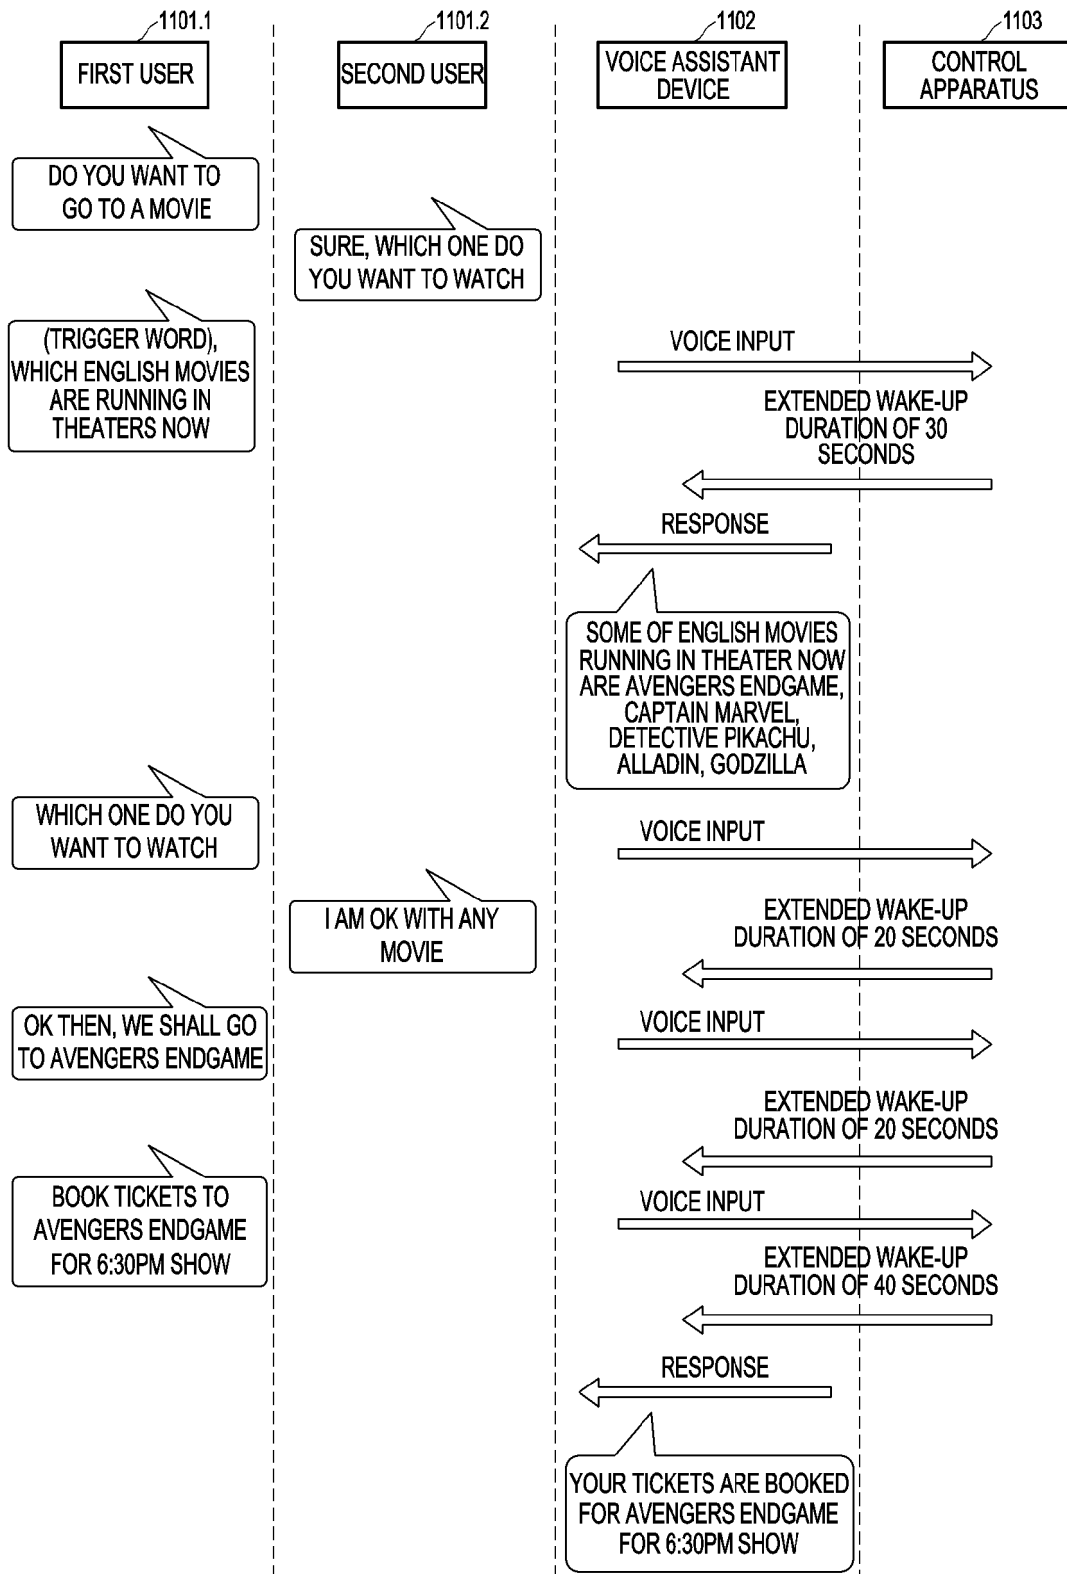 1101.1
1101.2
1102
1103
FIRST USER
SECOND USER
VOICE ASSISTANT
DEVICE
CONTROL
APPARATUS
DO YOU WANT TO
GO TO A MOVIE
SURE, WHICH ONE DO
YOU WANT TO WATCH
(TRIGGER WORD),
WHICH ENGLISH MOVIES
ARE RUNNING IN
THEATERS NOW
VOICE INPUT
EXTENDED WAKE-UP
DURATION OF 30
SECONDS
RESPONSE
SOME OF ENGLISH MOVIES
RUNNING IN THEATER NOW
ARE AVENGERS ENDGAME,
CAPTAIN MARVEL,
DETECTIVE PIKACHU,
ALLADIN, GODZILLA
WHICH ONE DO YOU
WANT TO WATCH
VOICE INPUT
I AM OK WITH ANY
MOVIE
EXTENDED WAKE-UP
DURATION OF 20 SECONDS
OK THEN, WE SHALL GO
TO AVENGERS ENDGAME
VOICE INPUT
EXTENDED WAKE-UP
DURATION OF 20 SECONDS
BOOK TICKETS TO
AVENGERS ENDGAME
FOR 6:30PM SHOW
VOICE INPUT
EXTENDED WAKE-UP
DURATION OF 40 SECONDS
RESPONSE
YOUR TICKETS ARE BOOKED
FOR AVENGERS ENDGAME
FOR 6:30PM SHOW